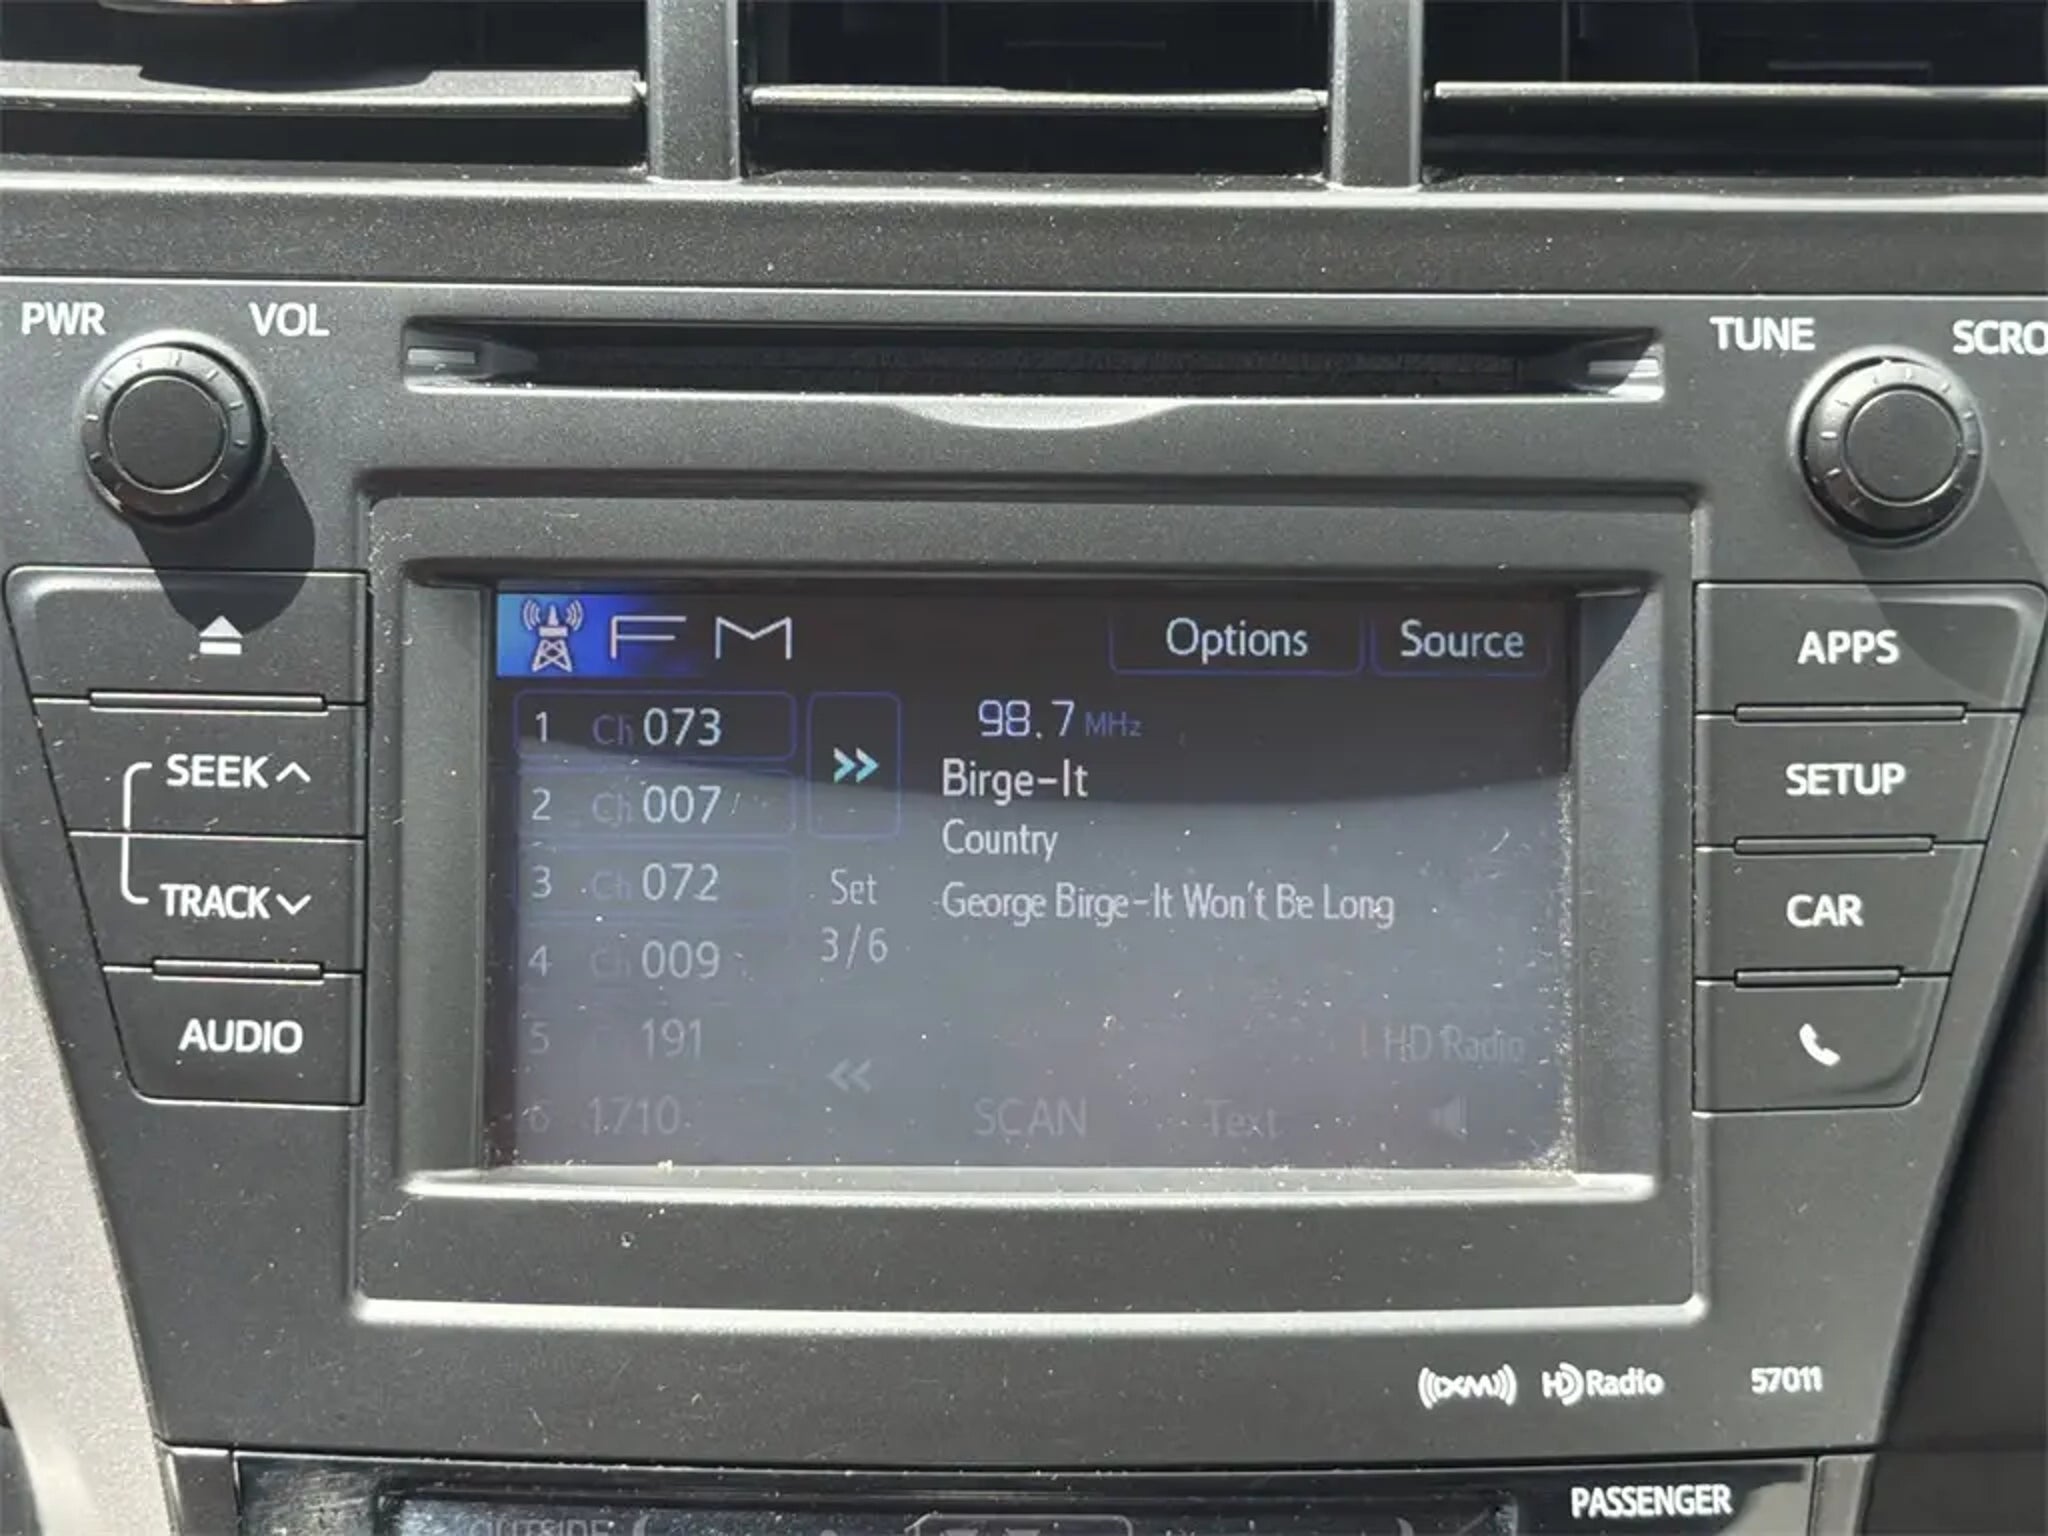 PWR VOL
TUNE SCRO
FM Options Source
1 Ch 073
2 Ch 007
3 Ch 072
4 Ch 009
5 191
6 1710
Set
3/6
98.7 MHz
Birge-It
Country
George Birge-It Won't Be Long
HD Radio
SCAN Text
SEEK
TRACK
AUDIO
APPS
SETUP
CAR
XM HD Radio 57011
PASSENGER
OUTSIDE